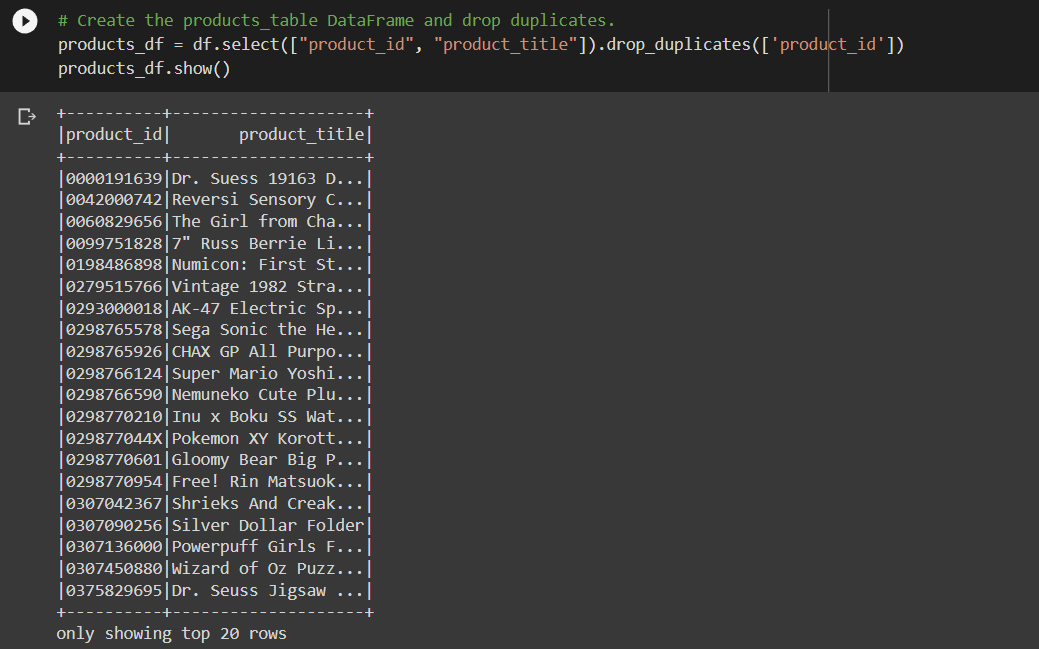 # Create the products_table DataFrame and drop duplicates.
products_df = df.select(["product_id", "product_title"]).drop_duplicates(['product_id'])
products_df.show()
+----------+--------------------+
|product_id|       product_title|
+----------+--------------------+
|0000191639|Dr. Suess 19163 D...|
|0042000742|Reversi Sensory C...|
|0060829656|The Girl from Cha...|
|0099751828|7" Russ Berrie Li...|
|0198486898|Numicon: First St...|
|0279515766|Vintage 1982 Stra...|
|0293000018|AK-47 Electric Sp...|
|0298765578|Sega Sonic the He...|
|0298765926|CHAX GP All Purpo...|
|0298766124|Super Mario Yoshi...|
|0298766590|Nemuneko Cute Plu...|
|0298770210|Inu x Boku SS Wat...|
|029877044X|Pokemon XY Korott...|
|0298770601|Gloomy Bear Big P...|
|0298770954|Free! Rin Matsuok...|
|0307042367|Shrieks And Creak...|
|0307090256|Silver Dollar Folder|
|0307136000|Powerpuff Girls F...|
|0307450880|Wizard of Oz Puzz...|
|0375829695|Dr. Seuss Jigsaw ...|
+----------+--------------------+
only showing top 20 rows